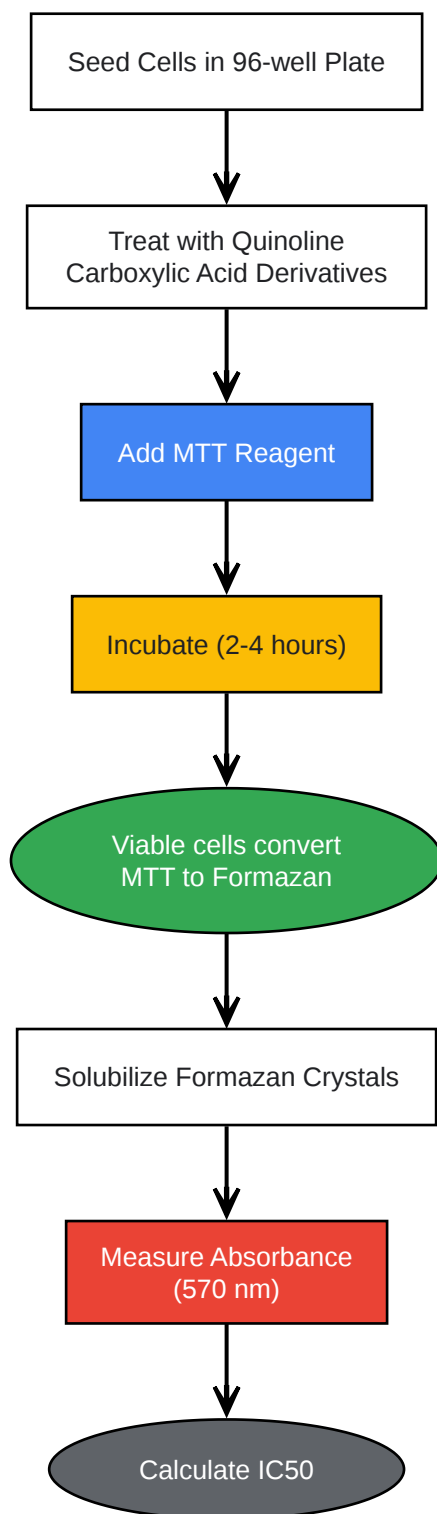 Seed Cells in 96-well Plate
Treat with Quinoline
Carboxylic Acid Derivatives
Add MTT Reagent
Incubate (2-4 hours)
Viable cells convert
MTT to Formazan
Solubilize Formazan Crystals
Measure Absorbance
(570 nm)
Calculate IC50